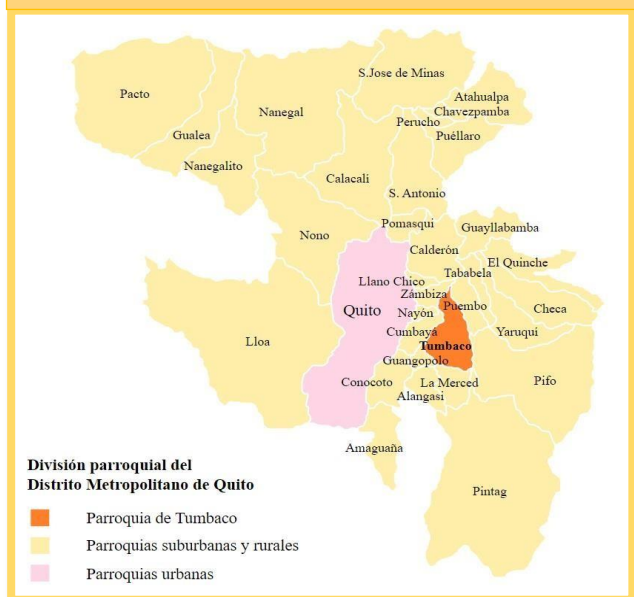 S.Jose de Minas
Pacto
Nanegal
Atahualpa
Chavezpamba
Perucho
Puéllaro
Gualea
Nanegalito
Calacali
S. Antonio
Pomasqui
Guayllabamba
Nono
Calderón
El Quinche
Tababela
Llano Chico
Zámbiza
Puembo
Checa
Quito
Nayón
Cumbayá
Yaruquí
Lloa
Tumbaco
Guangopolo
Conocoto
La Merced
Pifo
Alangasi
Amaguaña
Pintag
División parroquial del
Distrito Metropolitano de Quito
Parroquia de Tumbaco
Parroquias suburbanas y rurales
Parroquias urbanas